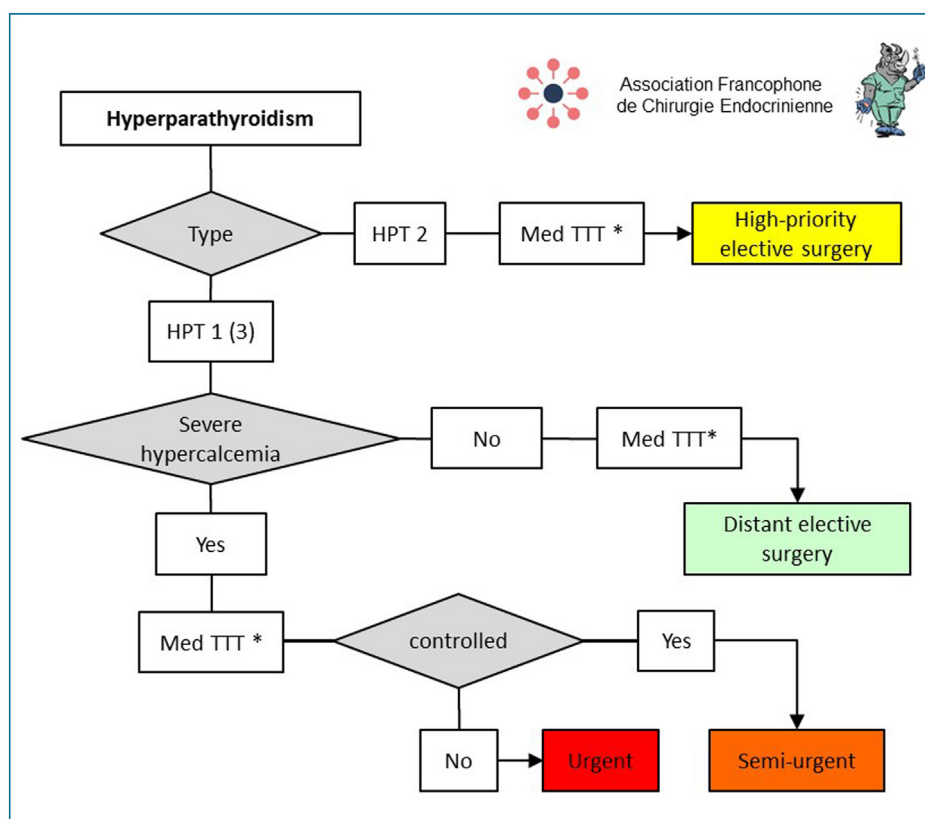 Association Francophone
de Chirurgie Endocrinienne
Hyperparathyroidism
Type
HPT 2
Med TTT *
High-priority
elective surgery
HPT 1 (3)
Severe
hypercalcemia
No
Med TTT*
Distant elective
surgery
Yes
Med TTT *
controlled
Yes
No
Urgent
Semi-urgent